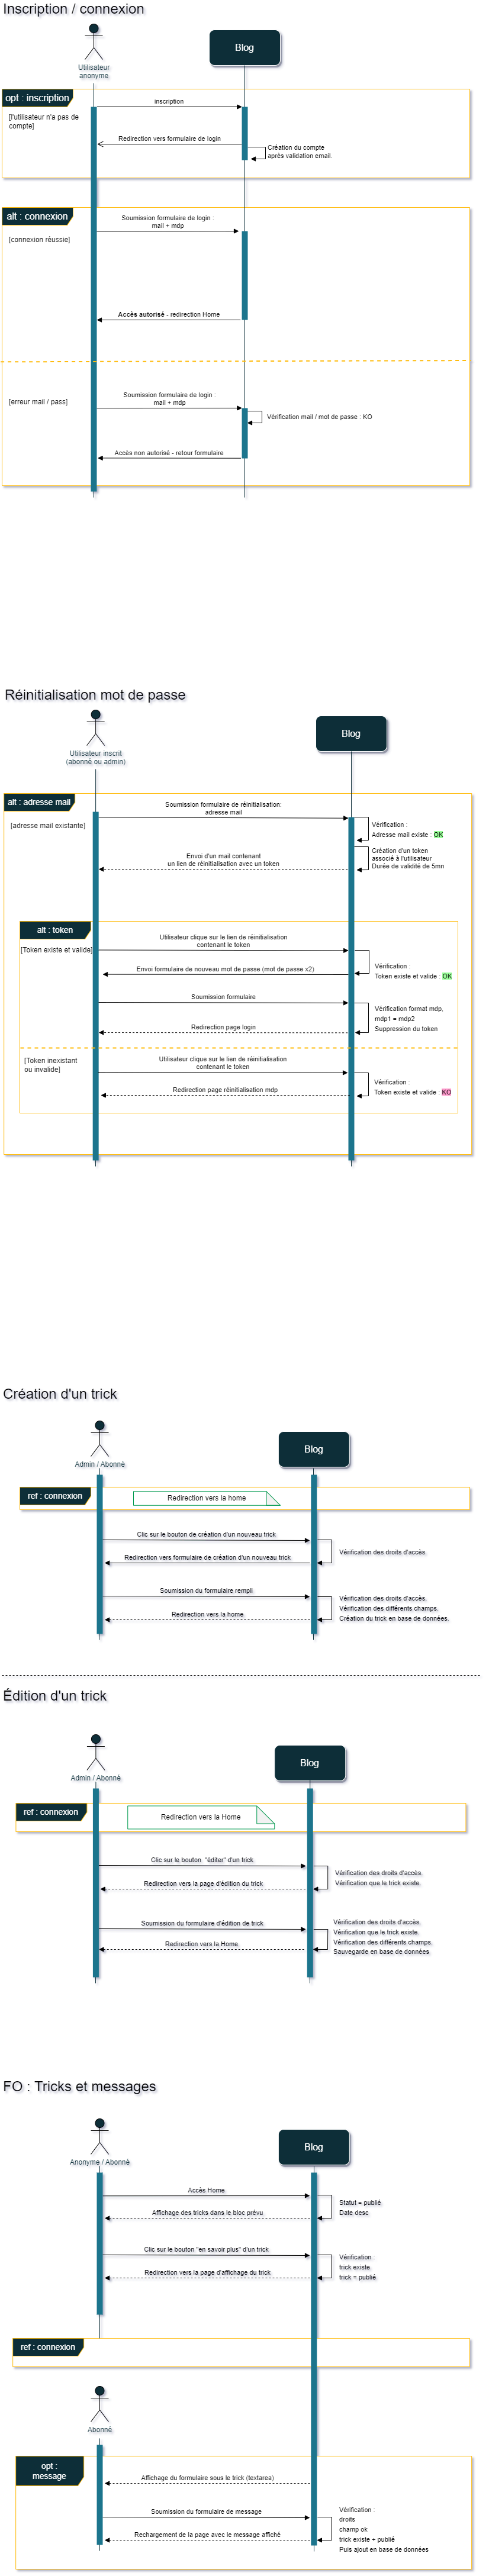 Inscription / connexion
Utilisateur
anonyme
Blog
opt : inscription
[l'utilisateur n'a pas de
compte]
inscription
Redirection vers formulaire de login
Création du compte
après validation email.
alt : connexion
[connexion réussie]
Soumission formulaire de login :
mail + mdp
Accès autorisé - redirection Home
[erreur mail / pass]
Soumission formulaire de login :
mail + mdp
Vérification mail / mot de passe : KO
Accès non autorisé - retour formulaire
Réinitialisation mot de passe
Utilisateur inscrit
(abonné ou admin)
Blog
alt : adresse mail
[adresse mail existante]
Soumission formulaire de réinitialisation:
adresse mail
Vérification :
Adresse mail existe : OK
Création d'un token
associé à l'utilisateur
Durée de validité de 5mn
Envoi d'un mail contenant
un lien de réinitialisation avec un token
alt : token
[Token existe et valide]
Utilisateur clique sur le lien de réinitialisation
contenant le token
Vérification :
Token existe et valide : OK
Envoi formulaire de nouveau mot de passe (mot de passe x2)
Soumission formulaire
Vérification format mdp,
mdp1 = mdp2
Suppression du token
Redirection page login
[Token inexistant
ou invalide]
Utilisateur clique sur le lien de réinitialisation
contenant le token
Vérification :
Token existe et valide : KO
Redirection page réinitialisation mdp
Création d'un trick
Admin / Abonné
Blog
ref : connexion
Redirection vers la home
Clic sur le bouton de création d'un nouveau trick
Vérification des droits d'accès
Redirection vers formulaire de création d'un nouveau trick
Soumission du formulaire rempli
Vérification des droits d'accès.
Vérification des différents champs.
Création du trick en base de données.
Redirection vers la home.
Édition d'un trick
Admin / Abonné
Blog
ref : connexion
Redirection vers la Home
Clic sur le bouton "éditer" d'un trick
Vérification des droits d'accès.
Vérification que le trick existe.
Redirection vers la page d'édition du trick
Soumission du formulaire d'édition de trick
Vérification des droits d'accès.
Vérification que le trick existe.
Vérification des différents champs.
Sauvegarde en base de données
Redirection vers la Home
FO : Tricks et messages
Anonyme / Abonné
Blog
Accès Home
Statut = publié
Date desc
Affichage des tricks dans le bloc prévu
Clic sur le bouton "en savoir plus" d'un trick
Vérification :
trick existe
trick = publié
Redirection vers la page d'affichage du trick
ref : connexion
Abonné
opt :
message
Affichage du formulaire sous le trick (textarea)
Soumission du formulaire de message
Vérification :
droits
champ ok
trick existe + publié
Puis ajout en base de données
Rechargement de la page avec le message affiché